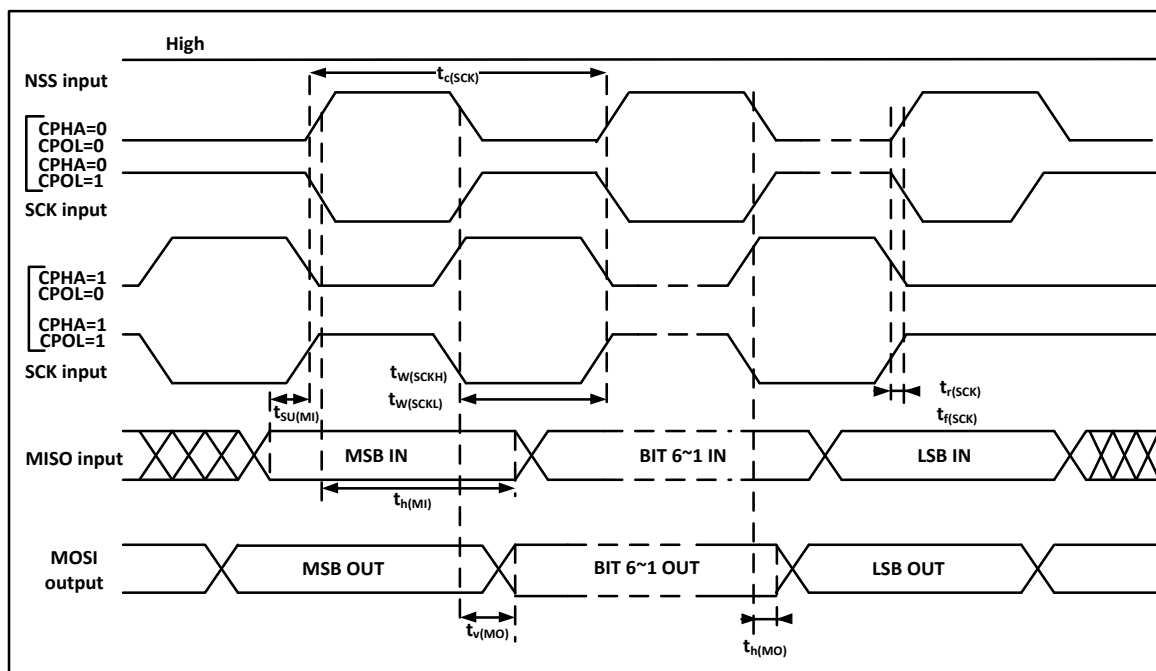 High
NSS input
tc(SCK)
CPHA=0
CPOL=0
CPHA=0
CPOL=1
SCK input
CPHA=1
CPOL=0
CPHA=1
CPOL=1
SCK input
tW(SCKH)
tW(SCKL)
tr(SCK)
tf(SCK)
tSU(MI)
MISO input
MSB IN
BIT 6~1 IN
LSB IN
th(MI)
MOSI
output
MSB OUT
BIT 6~1 OUT
LSB OUT
tv(MO)
th(MO)